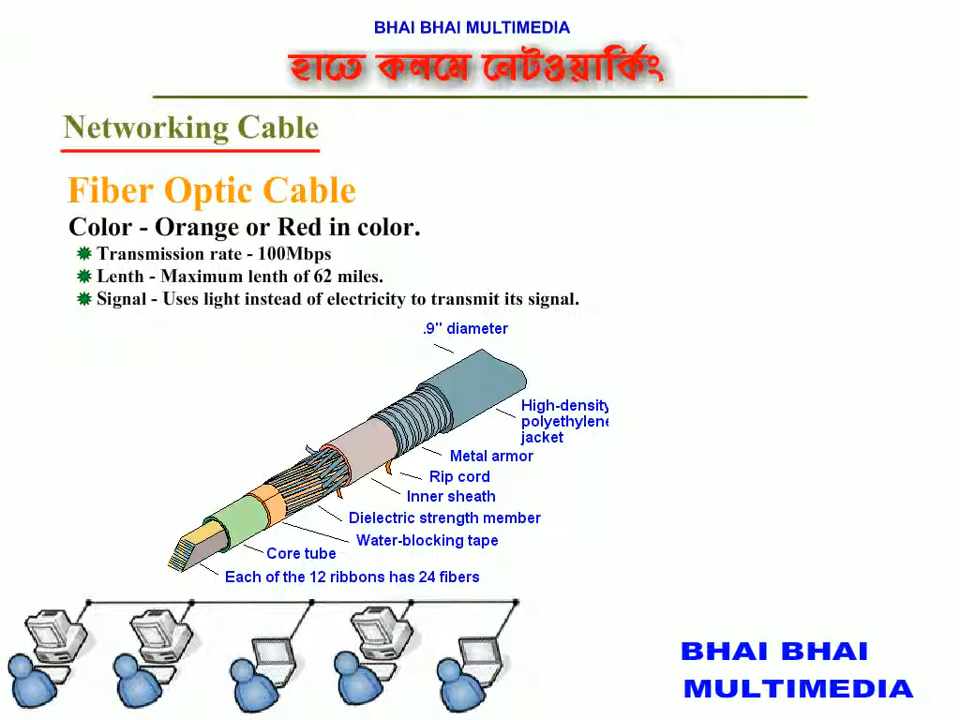 BHAI BHAI MULTIMEDIA
হাতে কলমে নেটওয়ার্কিং
Networking Cable
Fiber Optic Cable
Color - Orange or Red in color.
Transmission rate - 100Mbps
Lenth - Maximum lenth of 62 miles.
Signal - Uses light instead of electricity to transmit its signal.
.9" diameter
High-density
polyethylene
jacket
Metal armor
Rip cord
Inner sheath
Dielectric strength member
Water-blocking tape
Core tube
Each of the 12 ribbons has 24 fibers
BHAI BHAI
MULTIMEDIA